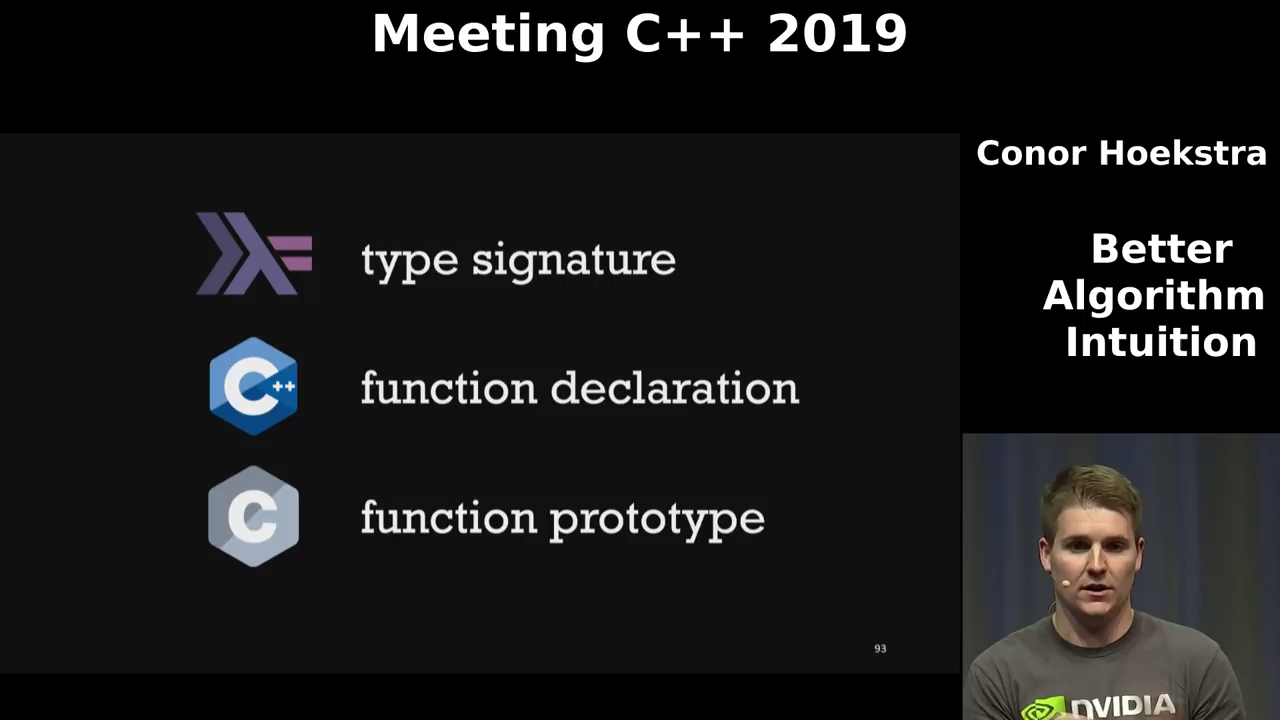 Meeting C++ 2019
Conor Hoekstra
Better
Algorithm
Intuition
type signature
C++ function declaration
C function prototype
93
NVIDIA